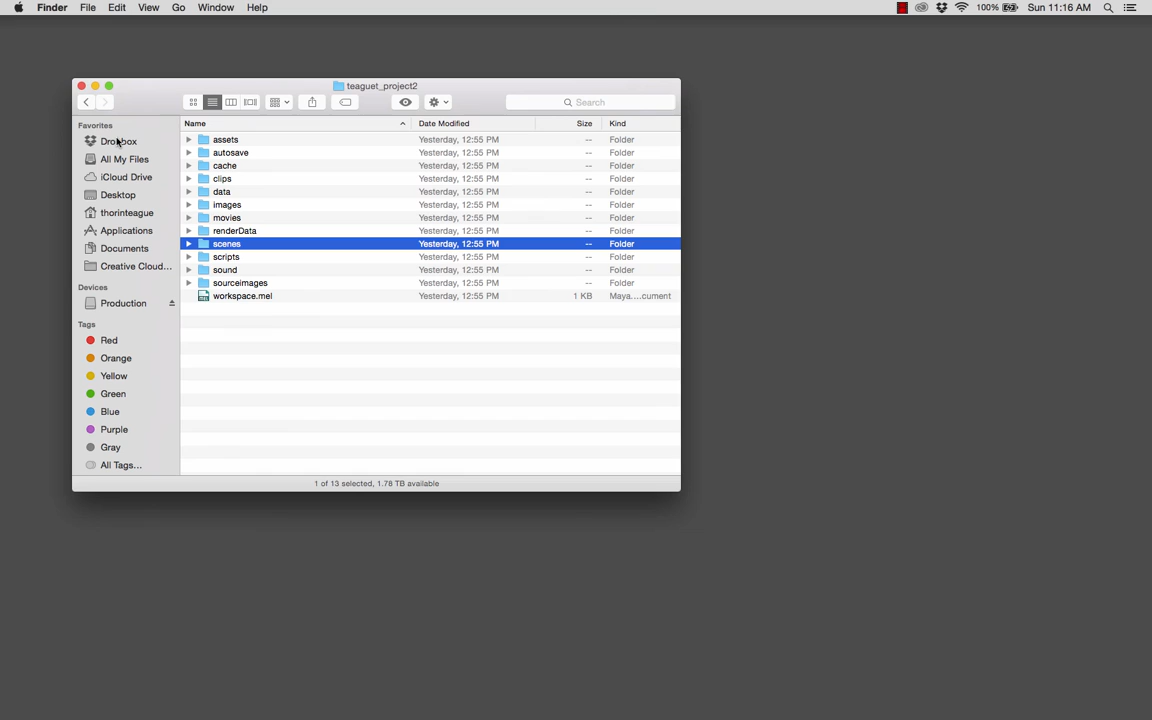 Finder File Edit View Go Window Help 100% Sun 11:16 AM
teaguet_project2
Search
Favorites
Dropbox
All My Files
iCloud Drive
Desktop
thorinteague
Applications
Documents
Creative Cloud...
Devices
Production
Tags
Red
Orange
Yellow
Green
Blue
Purple
Gray
All Tags...
Name Date Modified Size Kind
assets Yesterday, 12:55 PM -- Folder
autosave Yesterday, 12:55 PM -- Folder
cache Yesterday, 12:55 PM -- Folder
clips Yesterday, 12:55 PM -- Folder
data Yesterday, 12:55 PM -- Folder
images Yesterday, 12:55 PM -- Folder
movies Yesterday, 12:55 PM -- Folder
renderData Yesterday, 12:55 PM -- Folder
scenes Yesterday, 12:55 PM -- Folder
scripts Yesterday, 12:55 PM -- Folder
sound Yesterday, 12:55 PM -- Folder
sourceimages Yesterday, 12:55 PM -- Folder
workspace.mel Yesterday, 12:55 PM 1 KB Maya....cument
1 of 13 selected, 1.78 TB available